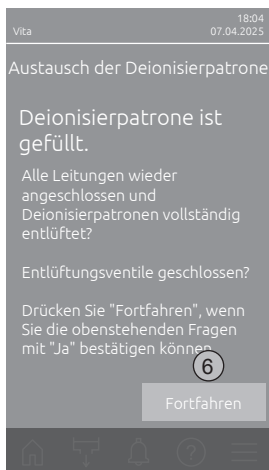 18:04
Vita 07.04.2025
Austausch der Deionisierpatrone
Deionisierpatrone ist
gefüllt.
Alle Leitungen wieder
angeschlossen und
Deionisierpatronen vollständig
entlüftet?
Entlüftungsventile geschlossen?
Drücken Sie "Fortfahren", wenn
Sie die obenstehenden Fragen
mit "Ja" bestätigen können.
6
Fortfahren
?